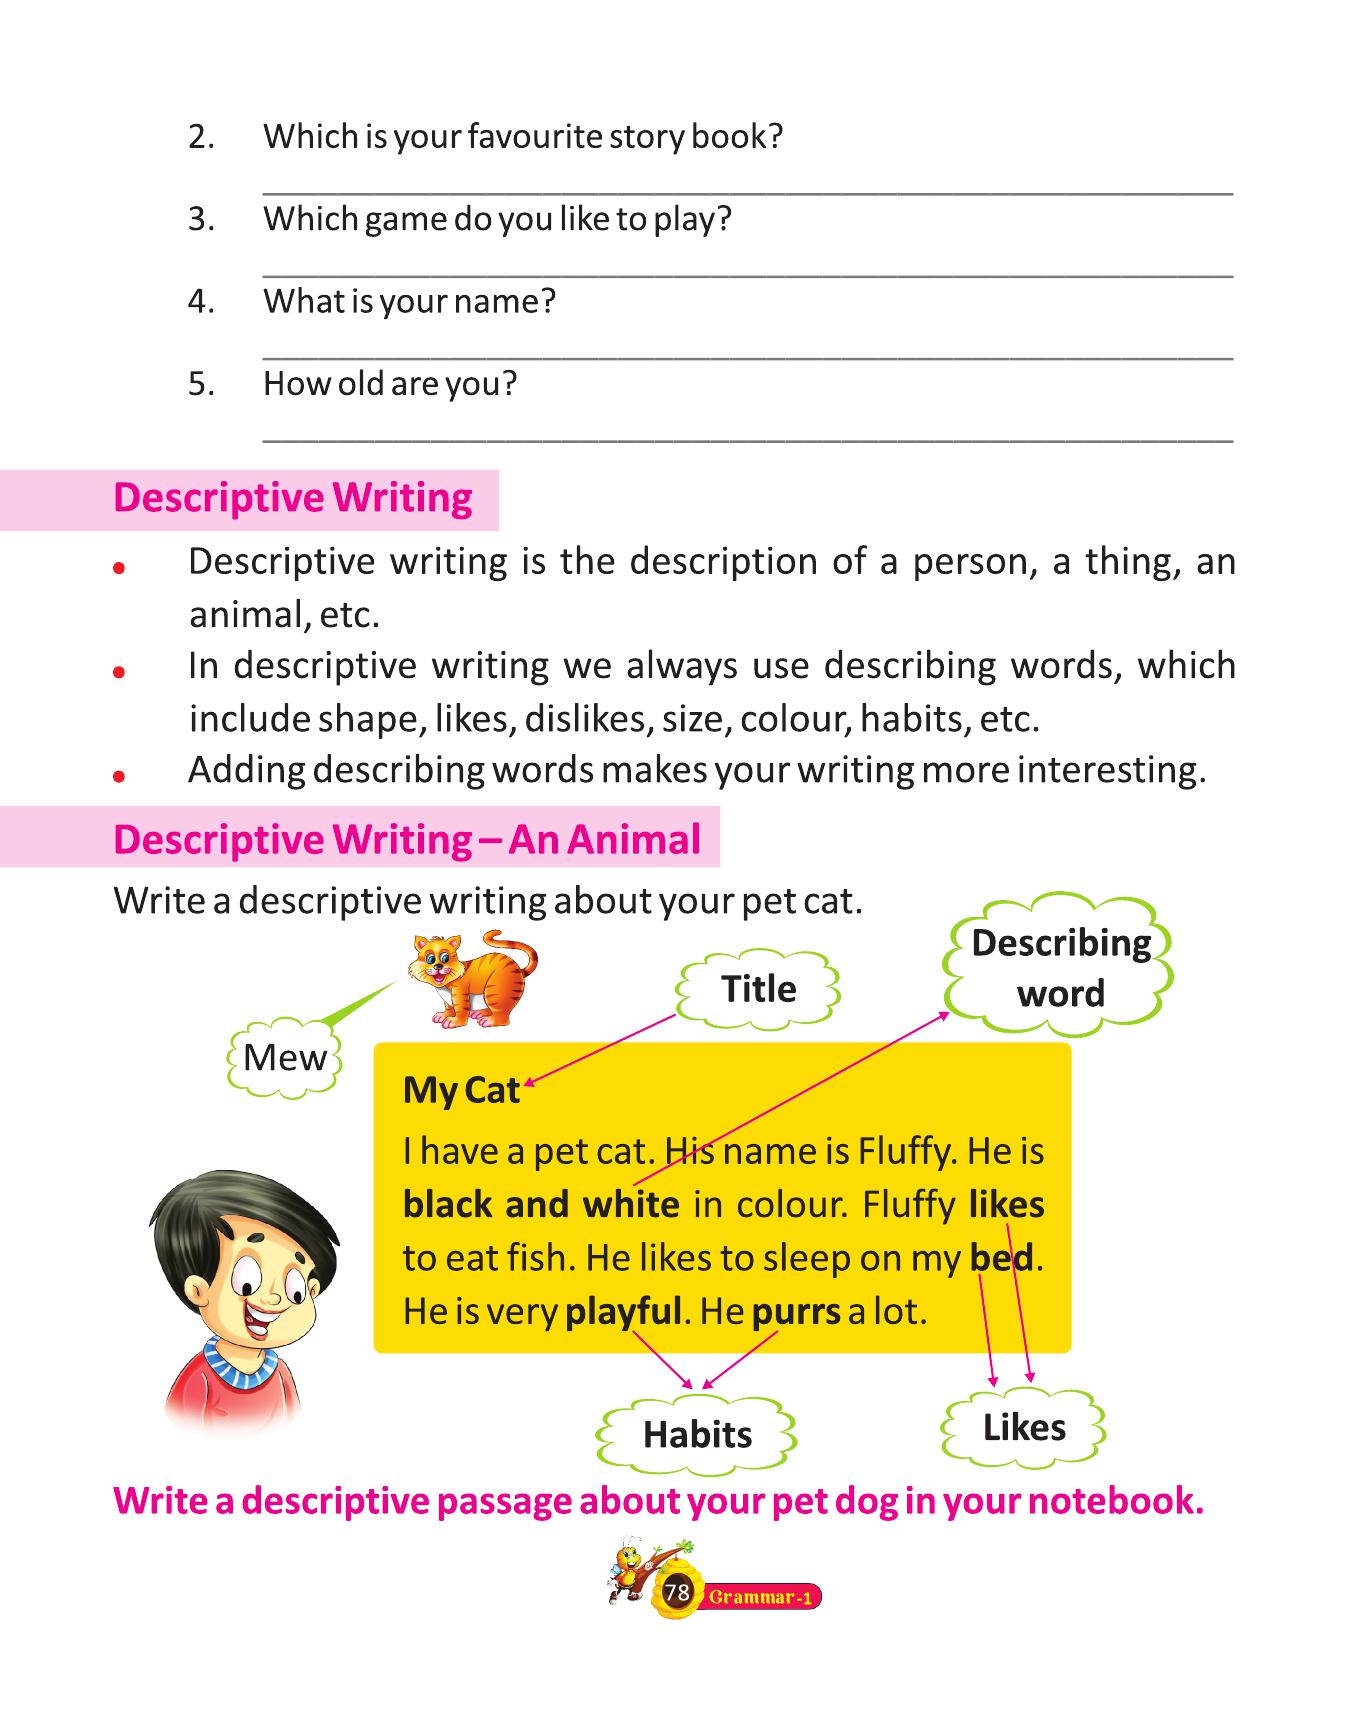 2. Which is your favourite story book?
3. Which game do you like to play?
4. What is your name?
5. How old are you?
Descriptive Writing
• Descriptive writing is the description of a person, a thing, an
animal, etc.
• In descriptive writing we always use describing words, which
include shape, likes, dislikes, size, colour, habits, etc.
• Adding describing words makes your writing more interesting.
Descriptive Writing – An Animal
Write a descriptive writing about your pet cat.
Describing
word
Title
Mew
My Cat
I have a pet cat. His name is Fluffy. He is
black and white in colour. Fluffy likes
to eat fish. He likes to sleep on my bed.
He is very playful. He purrs a lot.
Habits
Likes
Write a descriptive passage about your pet dog in your notebook.
78 Grammar-1